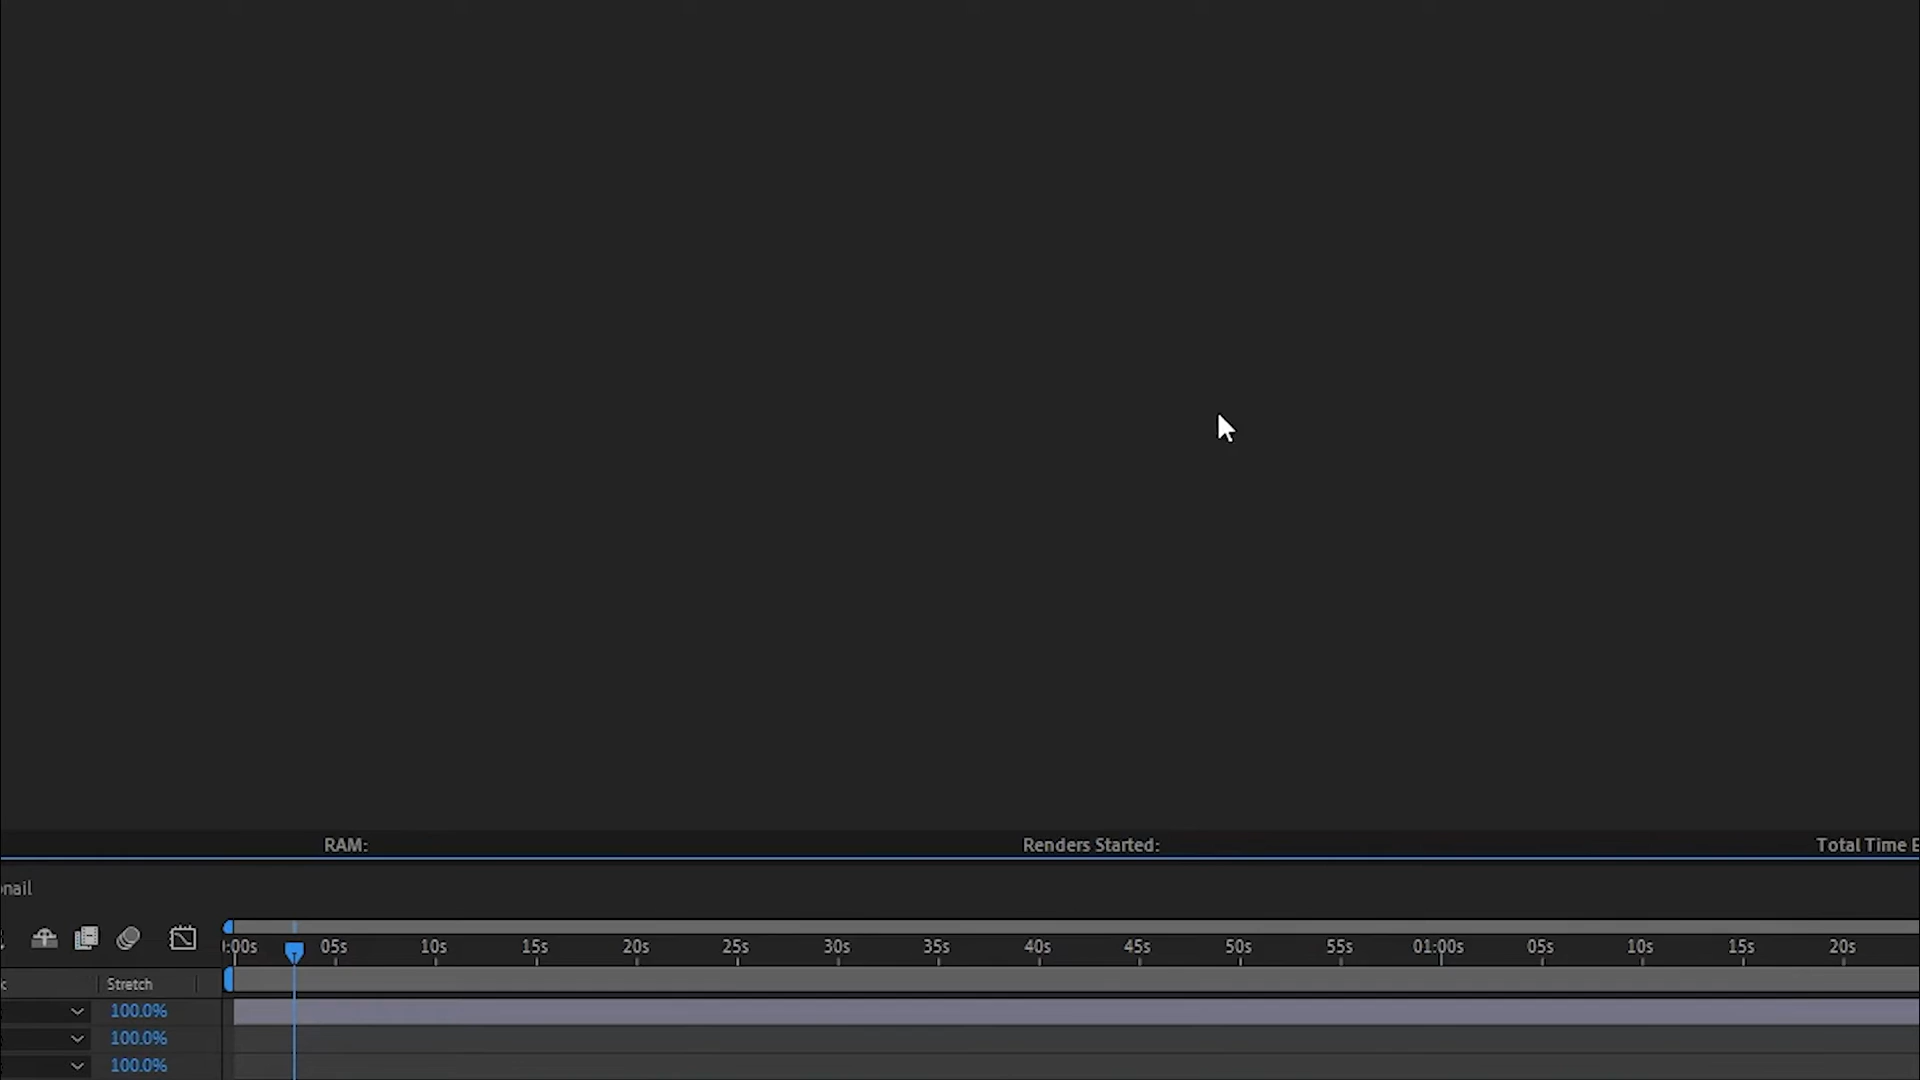 RAM: Renders Started: Total Time E
nail
:00s 05s 10s 15s 20s 25s 30s 35s 40s 45s 50s 55s 01:00s 05s 10s 15s 20s
c Stretch
100.0%
100.0%
100.0%